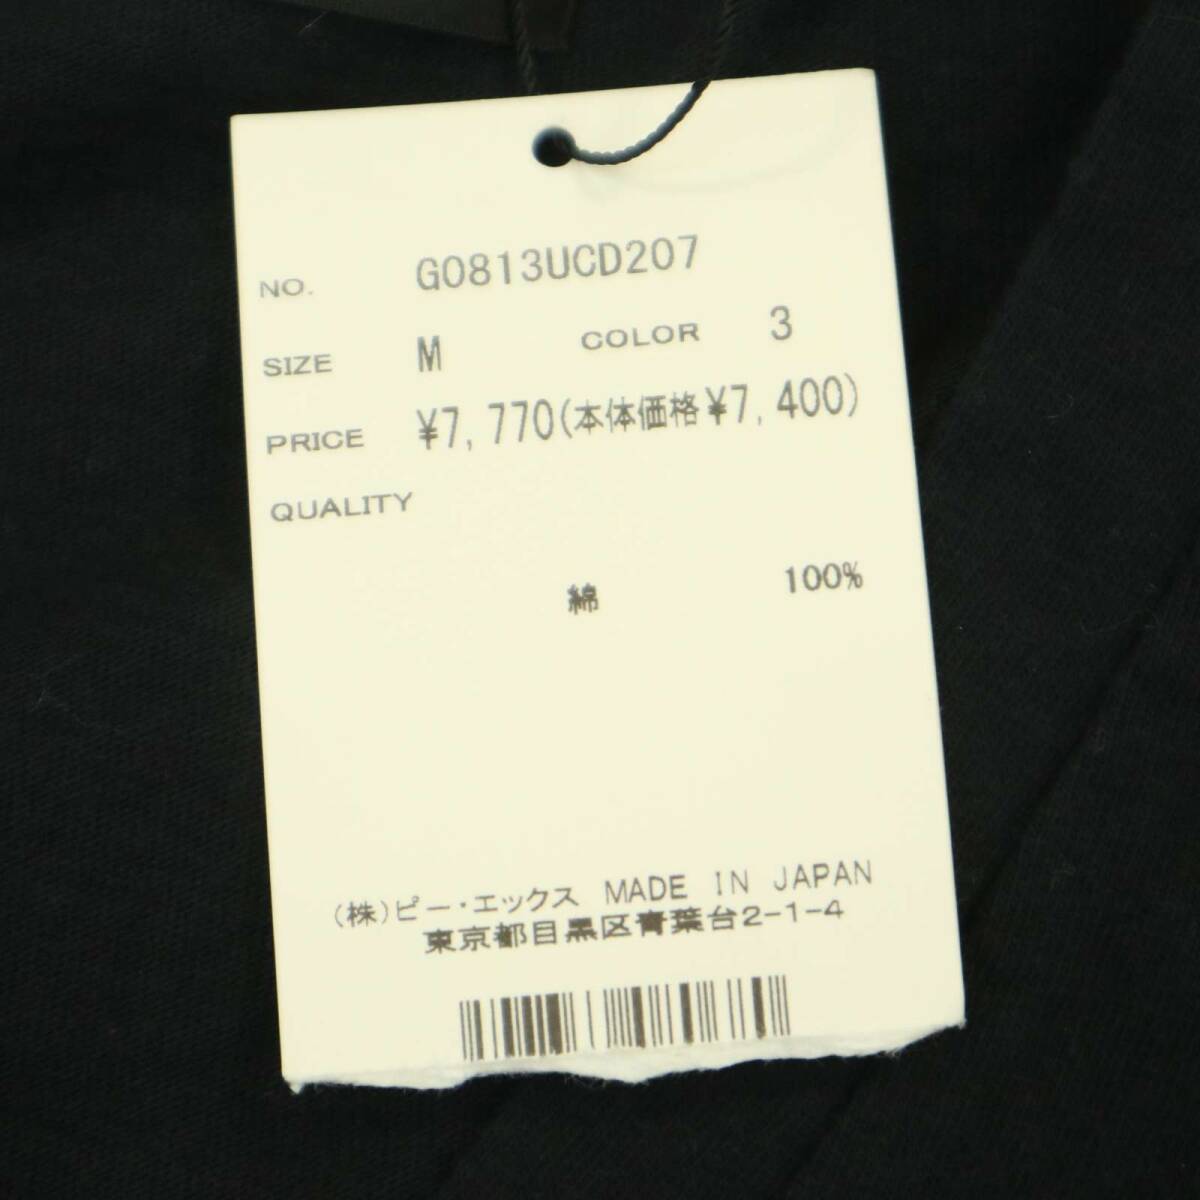 NO. G0813UCD207
SIZE M COLOR 3
PRICE ¥7,770(本体価格¥7,400)
QUALITY
綿 100%
(株)ピー・エックス MADE IN JAPAN
東京都目黒区青葉台2-1-4